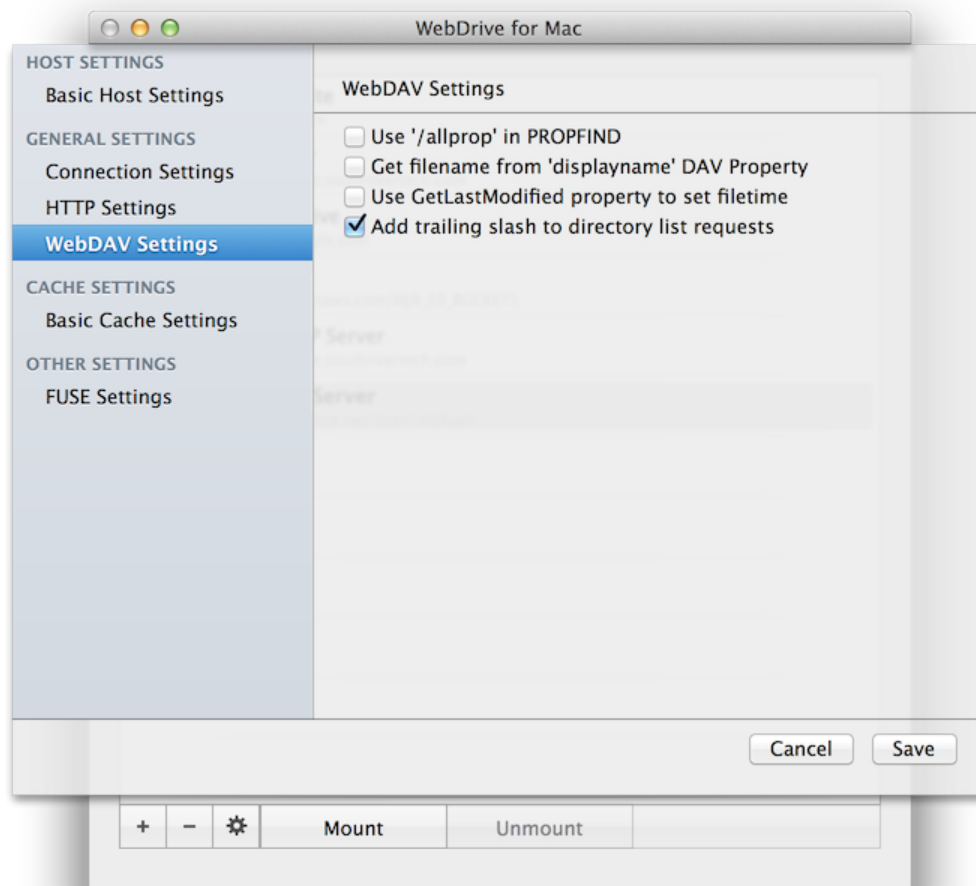 WebDrive for Mac
HOST SETTINGS
Basic Host Settings
GENERAL SETTINGS
Connection Settings
HTTP Settings
WebDAV Settings
CACHE SETTINGS
Basic Cache Settings
OTHER SETTINGS
FUSE Settings
WebDAV Settings
Use '/allprop' in PROPFIND
Get filename from 'displayname' DAV Property
Use GetLastModified property to set filetime
Add trailing slash to directory list requests
Server
Server
Cancel
Save
+ −
Mount
Unmount